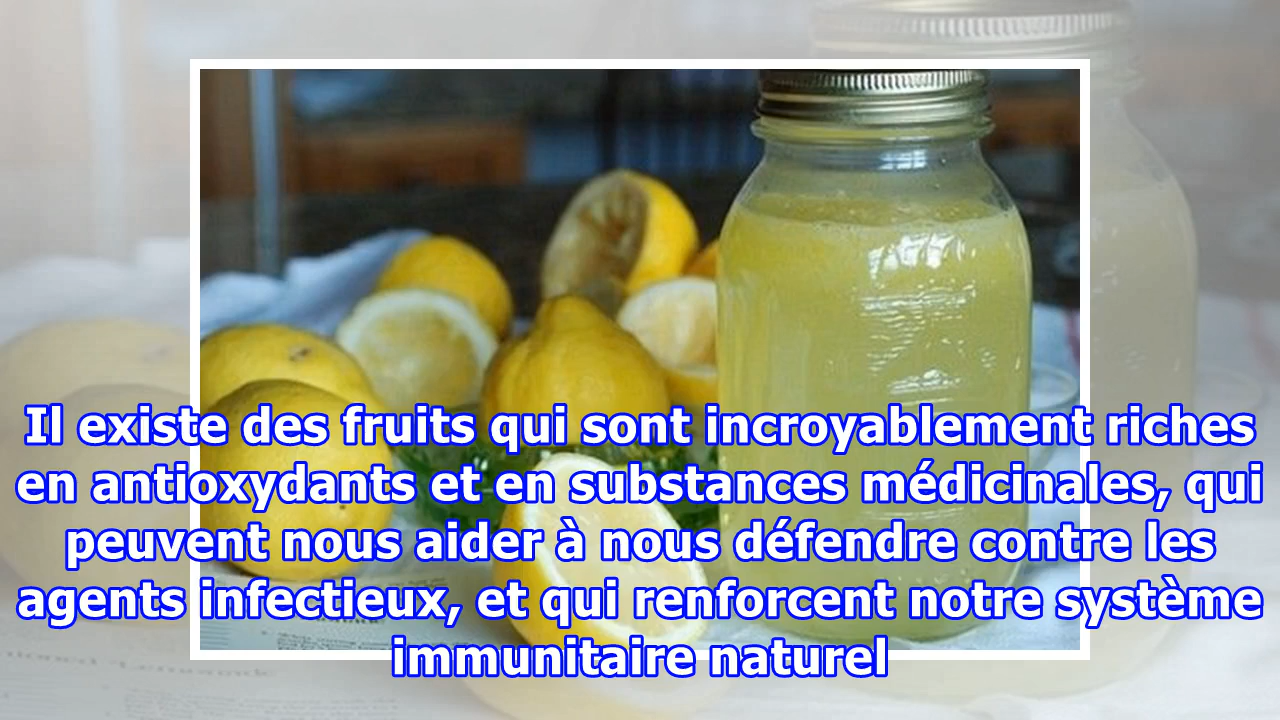 Il existe des fruits qui sont incroyablement riches
en antioxydants et en substances médicinales, qui
peuvent nous aider à nous défendre contre les
agents infectieux, et qui renforcent notre système
immunitaire naturel